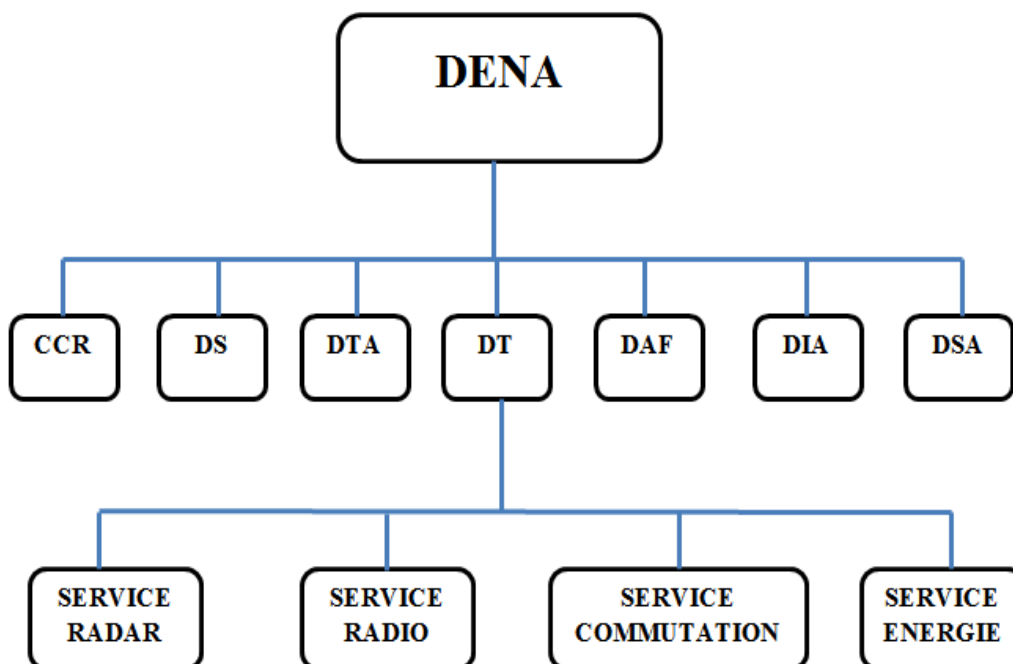 DENA
CCR
DS
DTA
DT
DAF
DIA
DSA
SERVICE
RADAR
SERVICE
RADIO
SERVICE
COMMUTATION
SERVICE
ENERGIE